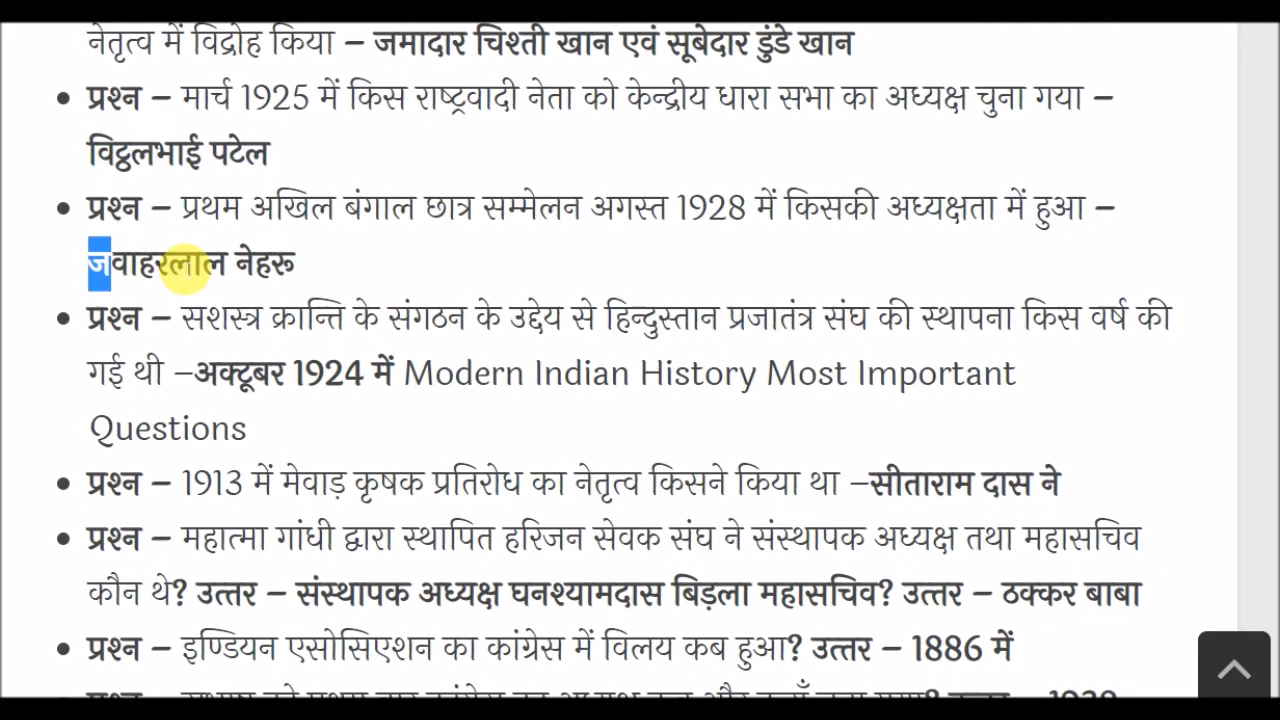 नेतृत्व में विद्रोह किया – जमादार चिश्ती खान एवं सूबेदार डुंडे खान
प्रश्न – मार्च 1925 में किस राष्ट्रवादी नेता को केन्द्रीय धारा सभा का अध्यक्ष चुना गया –
विट्ठलभाई पटेल
प्रश्न – प्रथम अखिल बंगाल छात्र सम्मेलन अगस्त 1928 में किसकी अध्यक्षता में हुआ –
जवाहरलाल नेहरू
प्रश्न – सशस्त्र क्रान्ति के संगठन के उद्देय से हिन्दुस्तान प्रजातंत्र संघ की स्थापना किस वर्ष की
गई थी –अक्टूबर 1924 में Modern Indian History Most Important
Questions
प्रश्न – 1913 में मेवाड़ कृषक प्रतिरोध का नेतृत्व किसने किया था –सीताराम दास ने
प्रश्न – महात्मा गांधी द्वारा स्थापित हरिजन सेवक संघ ने संस्थापक अध्यक्ष तथा महासचिव
कौन थे? उत्तर – संस्थापक अध्यक्ष घनश्यामदास बिड़ला महासचिव? उत्तर – ठक्कर बाबा
प्रश्न – इण्डियन एसोसिएशन का कांग्रेस में विलय कब हुआ? उत्तर – 1886 में